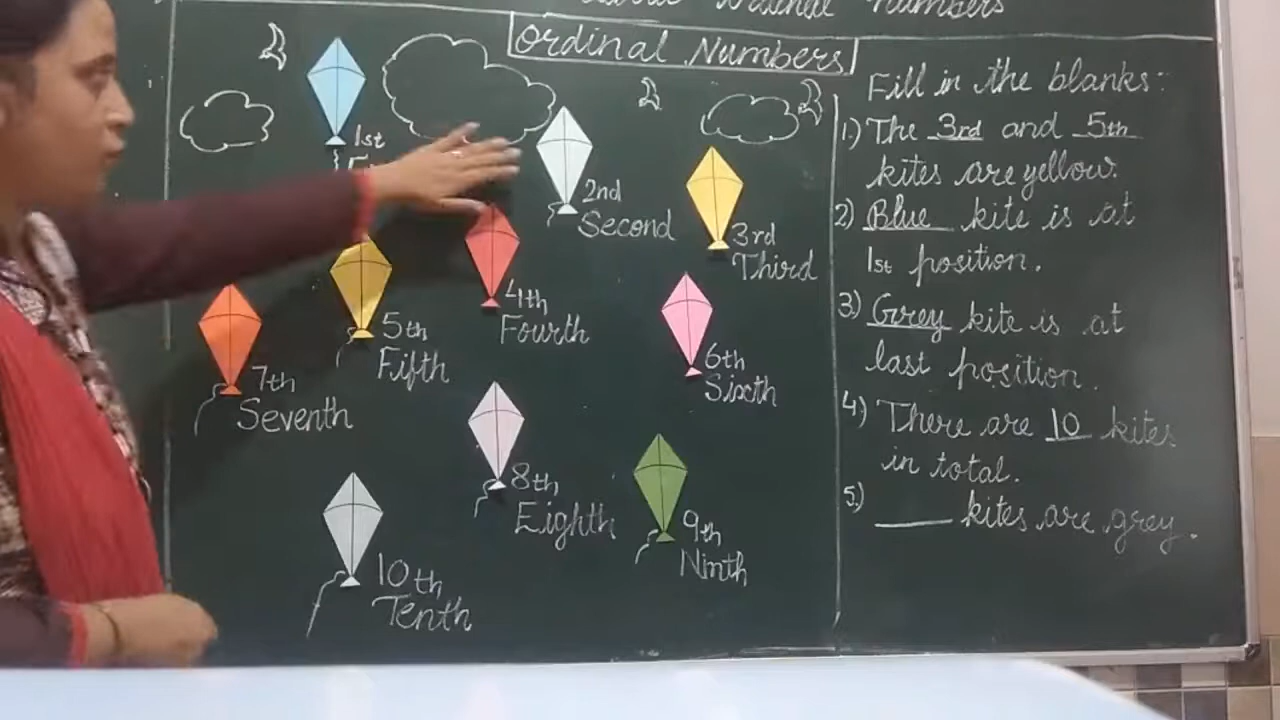 Ordinal Numbers
Ordinal Numbers
1st
2nd
Second
3rd
Third
4th
Fourth
5th
Fifth
6th
Sixth
7th
Seventh
8th
Eighth
9th
Ninth
10th
Tenth
Fill in the blanks:
1) The 3rd and 5th
kites are yellow.
2) Blue kite is at
1st position.
3) Grey kite is at
last position.
4) There are 10 kites
in total.
5.) ____ kites are grey.